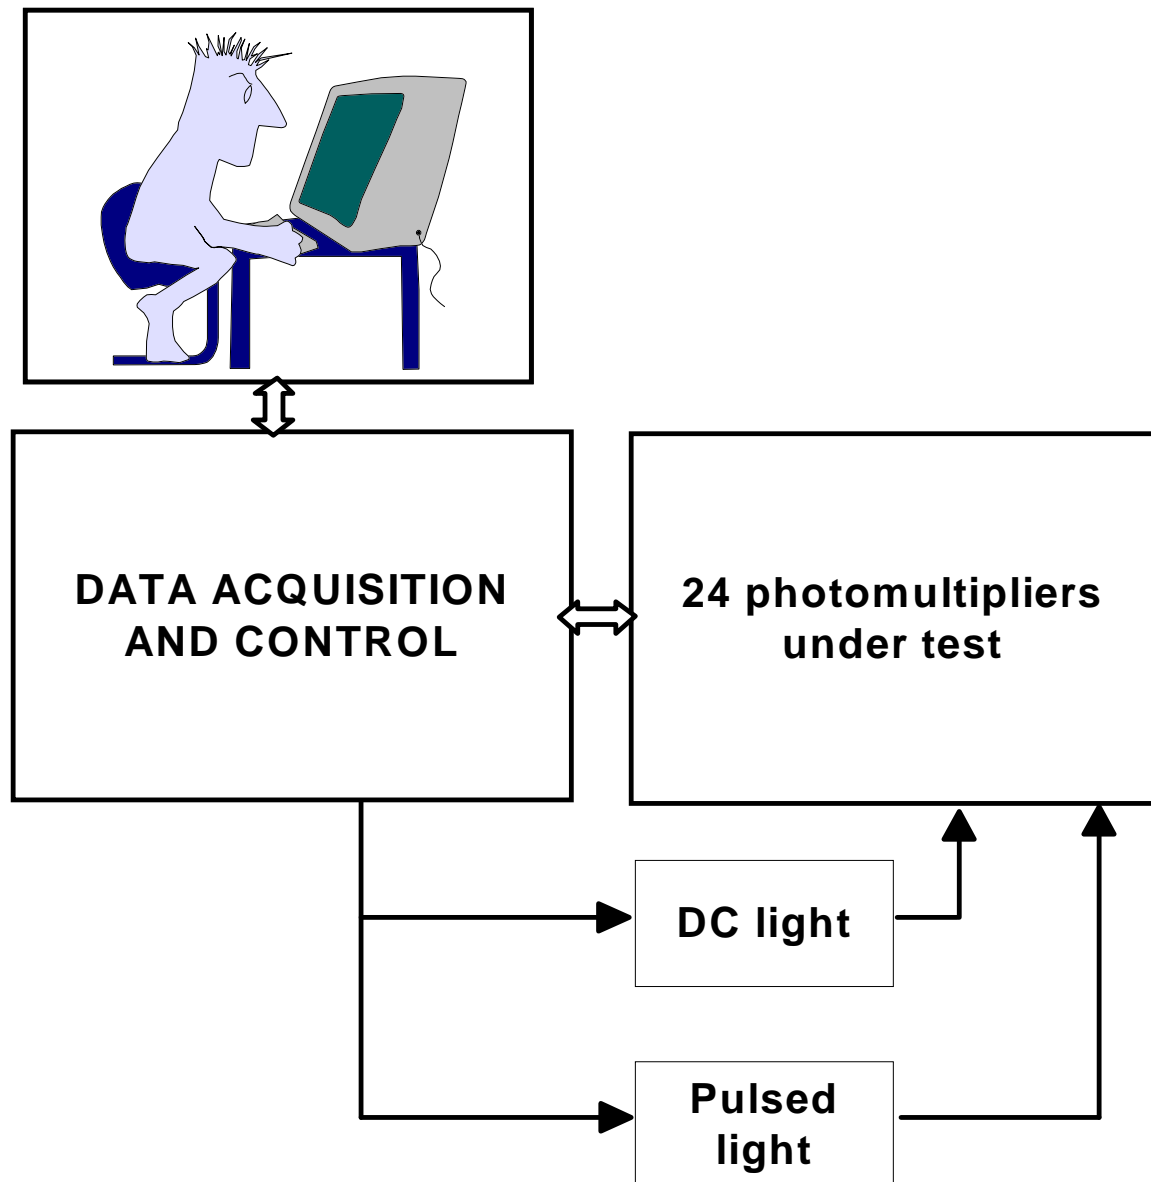 DATA ACQUISITION
AND CONTROL
24 photomultipliers
under test
DC light
Pulsed
light